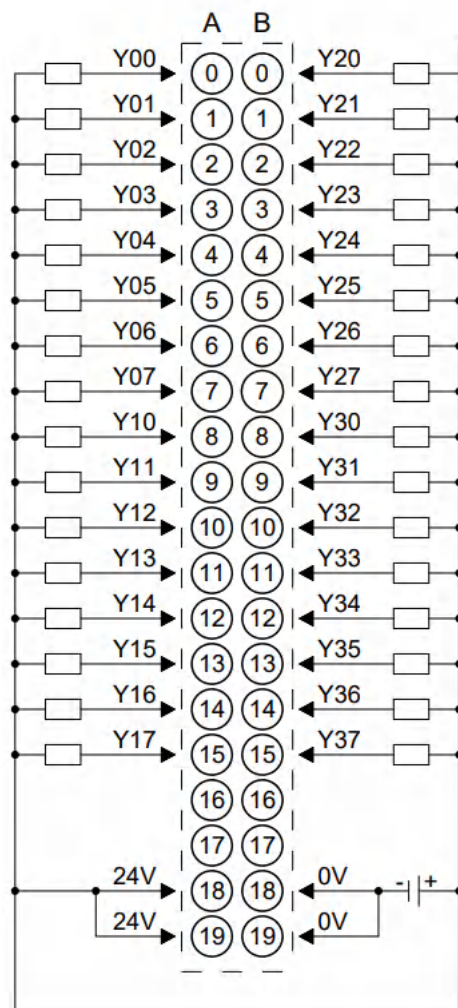 A B
Y00 0 0 Y20
Y01 1 1 Y21
Y02 2 2 Y22
Y03 3 3 Y23
Y04 4 4 Y24
Y05 5 5 Y25
Y06 6 6 Y26
Y07 7 7 Y27
Y10 8 8 Y30
Y11 9 9 Y31
Y12 10 10 Y32
Y13 11 11 Y33
Y14 12 12 Y34
Y15 13 13 Y35
Y16 14 14 Y36
Y17 15 15 Y37
16 16
17 17
24V 18 18 0V - +
24V 19 19 0V